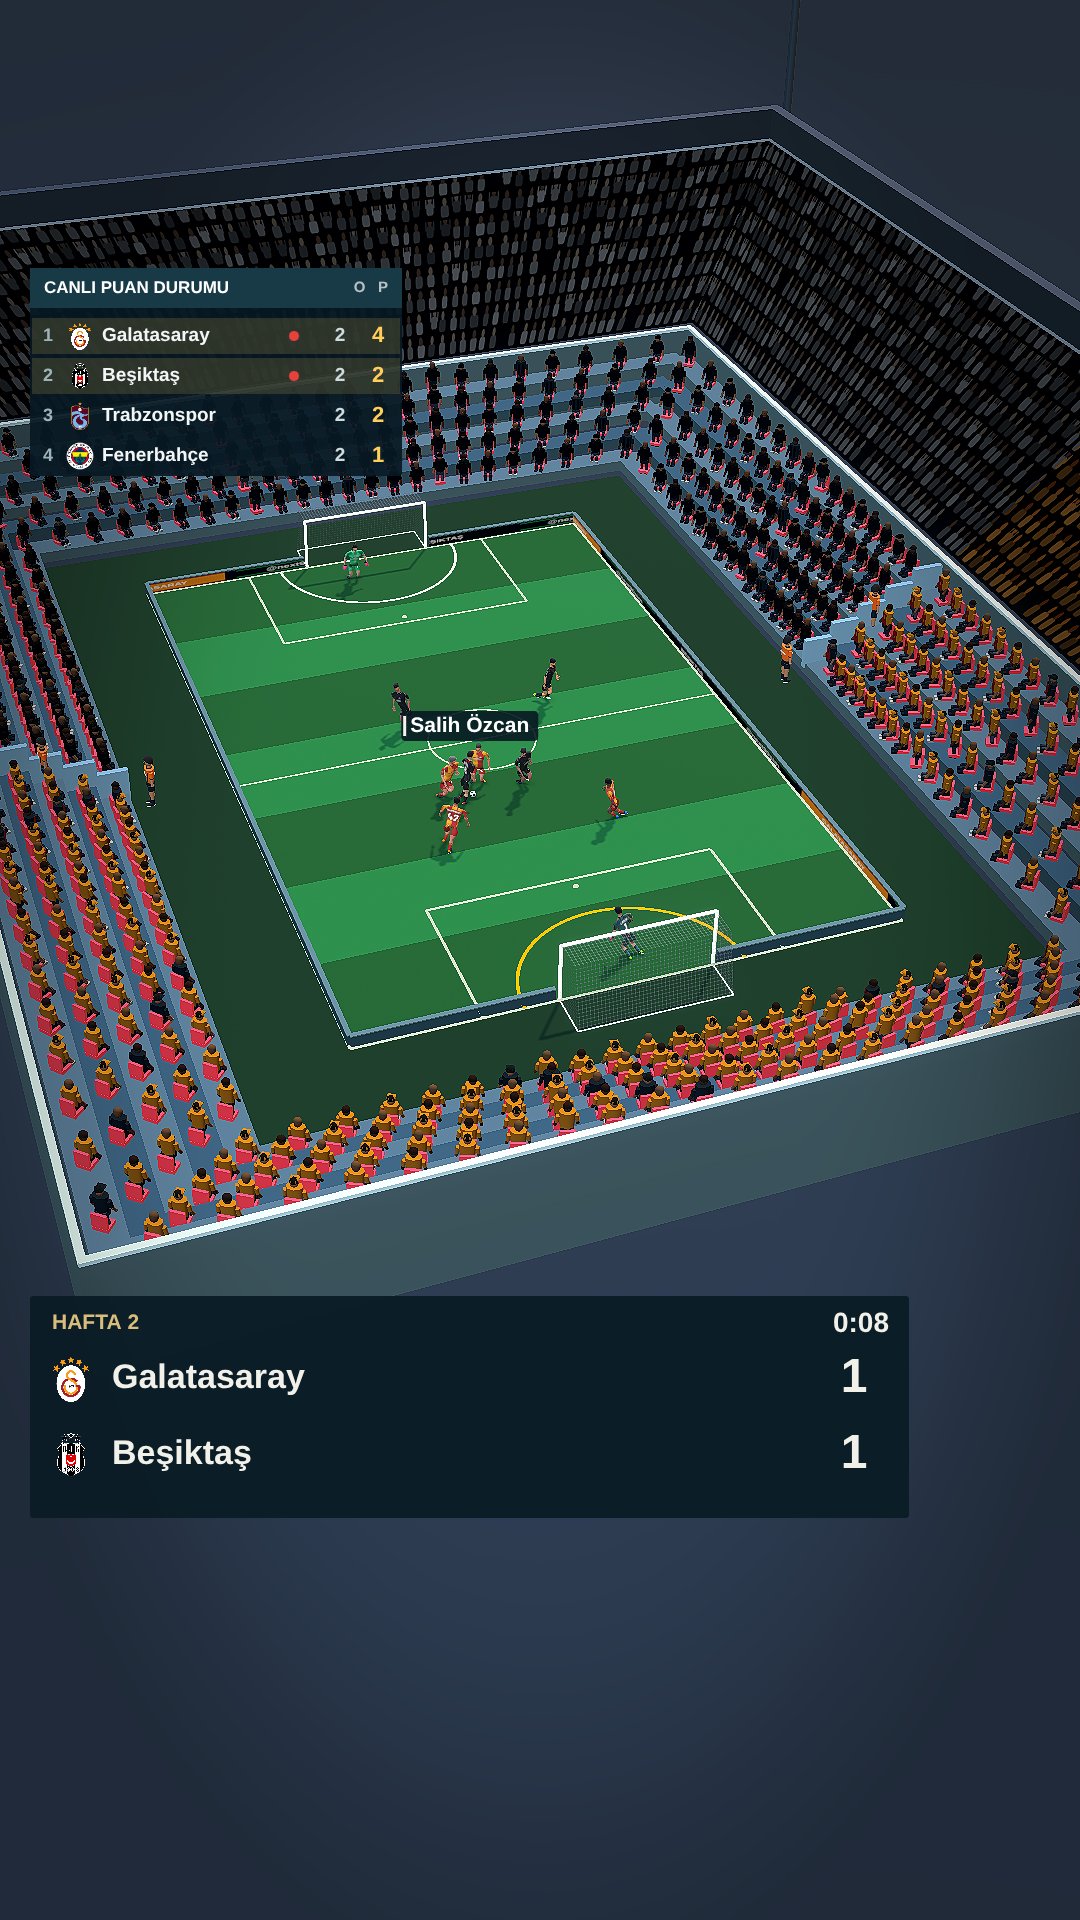 CANLI PUAN DURUMU O P
1 Galatasaray 2 4
2 Beşiktaş 2 2
3 Trabzonspor 2 2
4 Fenerbahçe 2 1
Salih Özcan
HAFTA 2 0:08
Galatasaray 1
Beşiktaş 1